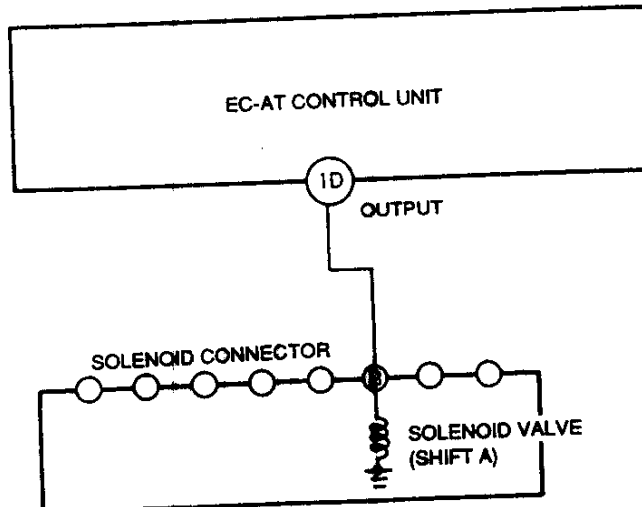 EC-AT CONTROL UNIT
1D
OUTPUT
SOLENOID CONNECTOR
SOLENOID VALVE
(SHIFT A)